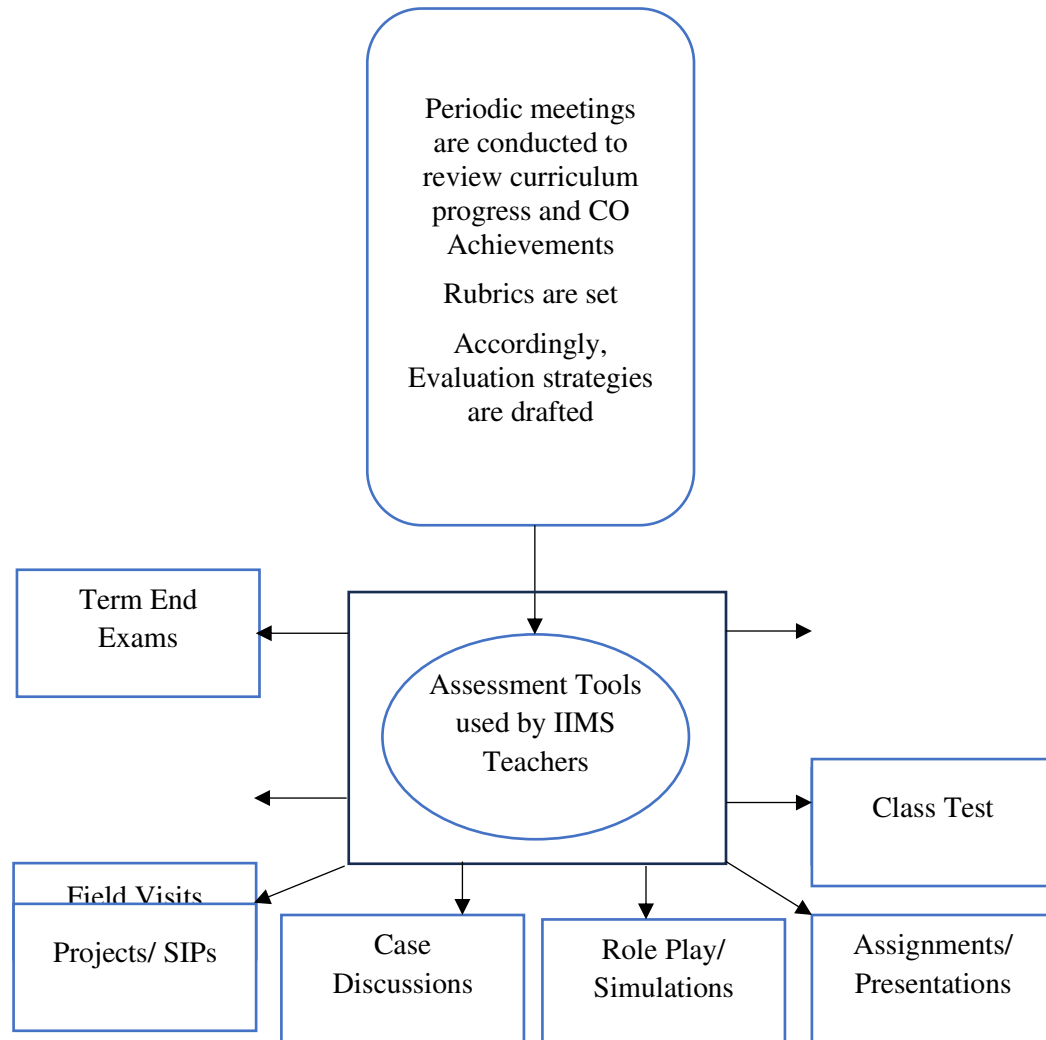 Periodic meetings
are conducted to
review curriculum
progress and CO
Achievements
Rubrics are set
Accordingly,
Evaluation strategies
are drafted
Term End
Exams
Assessment Tools
used by IIMS
Teachers
Class Test
Field Visits
Projects/ SIPs
Case
Discussions
Role Play/
Simulations
Assignments/
Presentations